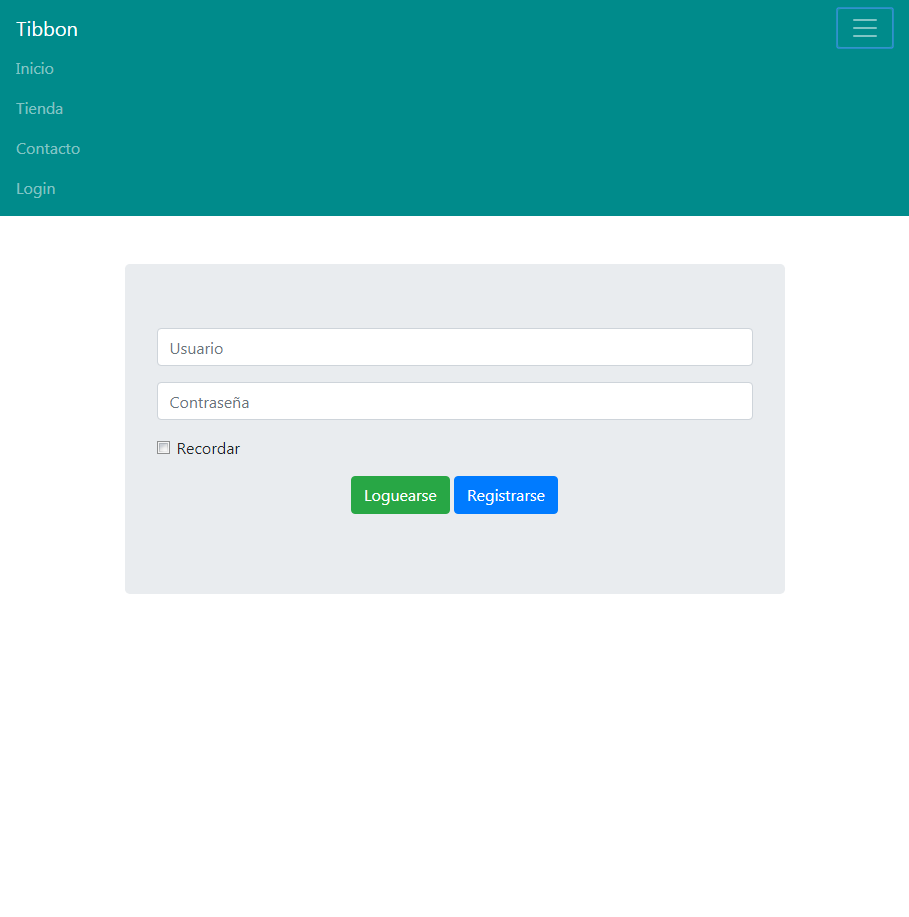 Tibbon
Inicio
Tienda
Contacto
Login
Usuario
Contraseña
Recordar
Loguearse Registrarse